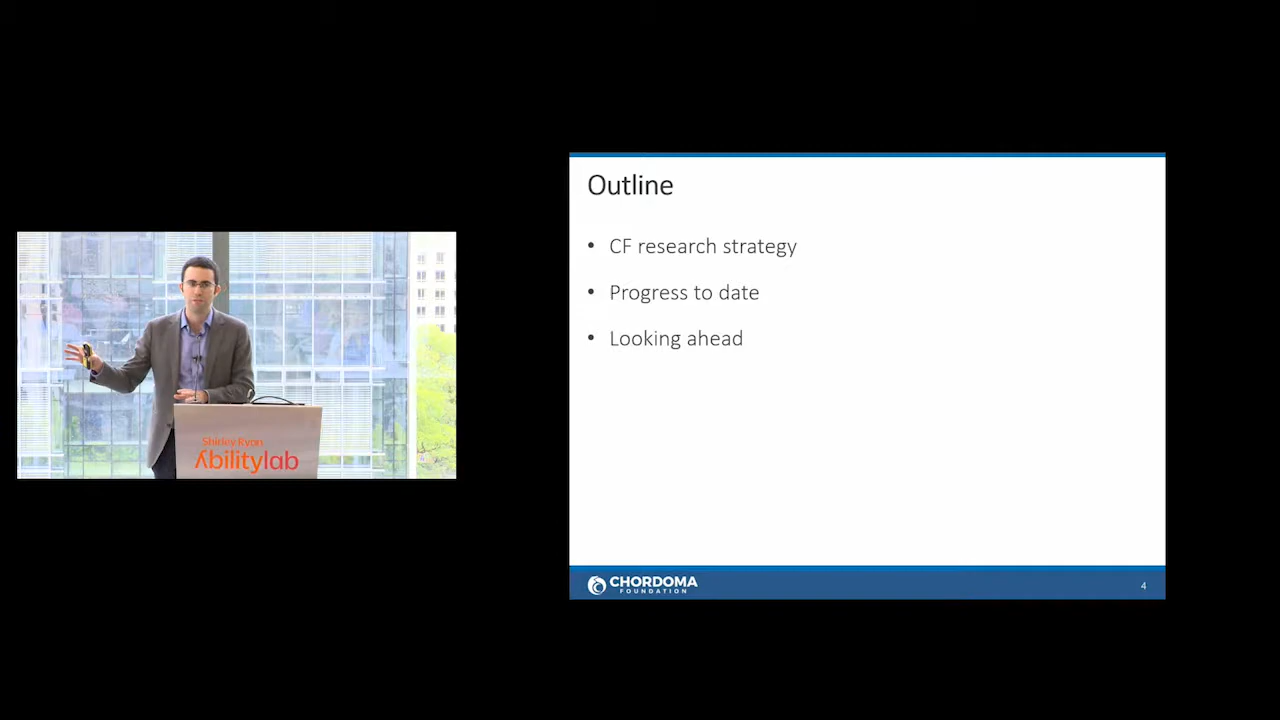 Shirley Ryan
Abilitylab
Outline
• CF research strategy
• Progress to date
• Looking ahead
CHORDOMA
FOUNDATION
4